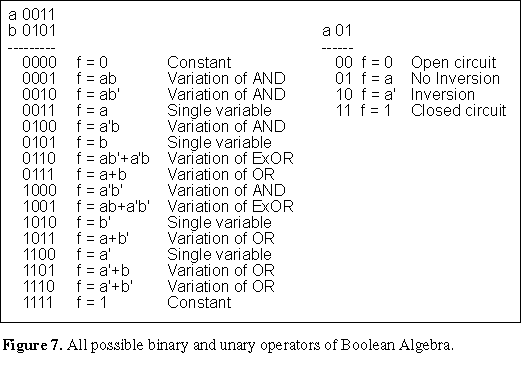 a 0011
b 0101 a 01
--------- ------
0000 f = 0 Constant 00 f = 0 Open circuit
0001 f = ab Variation of AND 01 f = a No Inversion
0010 f = ab' Variation of AND 10 f = a' Inversion
0011 f = a Single variable 11 f = 1 Closed circuit
0100 f = a'b Variation of AND
0101 f = b Single variable
0110 f = ab'+a'b Variation of ExOR
0111 f = a+b Variation of OR
1000 f = a'b' Variation of AND
1001 f = ab+a'b' Variation of ExOR
1010 f = b' Single variable
1011 f = a+b' Variation of OR
1100 f = a' Single variable
1101 f = a'+b Variation of OR
1110 f = a'+b' Variation of OR
1111 f = 1 Constant
Figure 7. All possible binary and unary operators of Boolean Algebra.